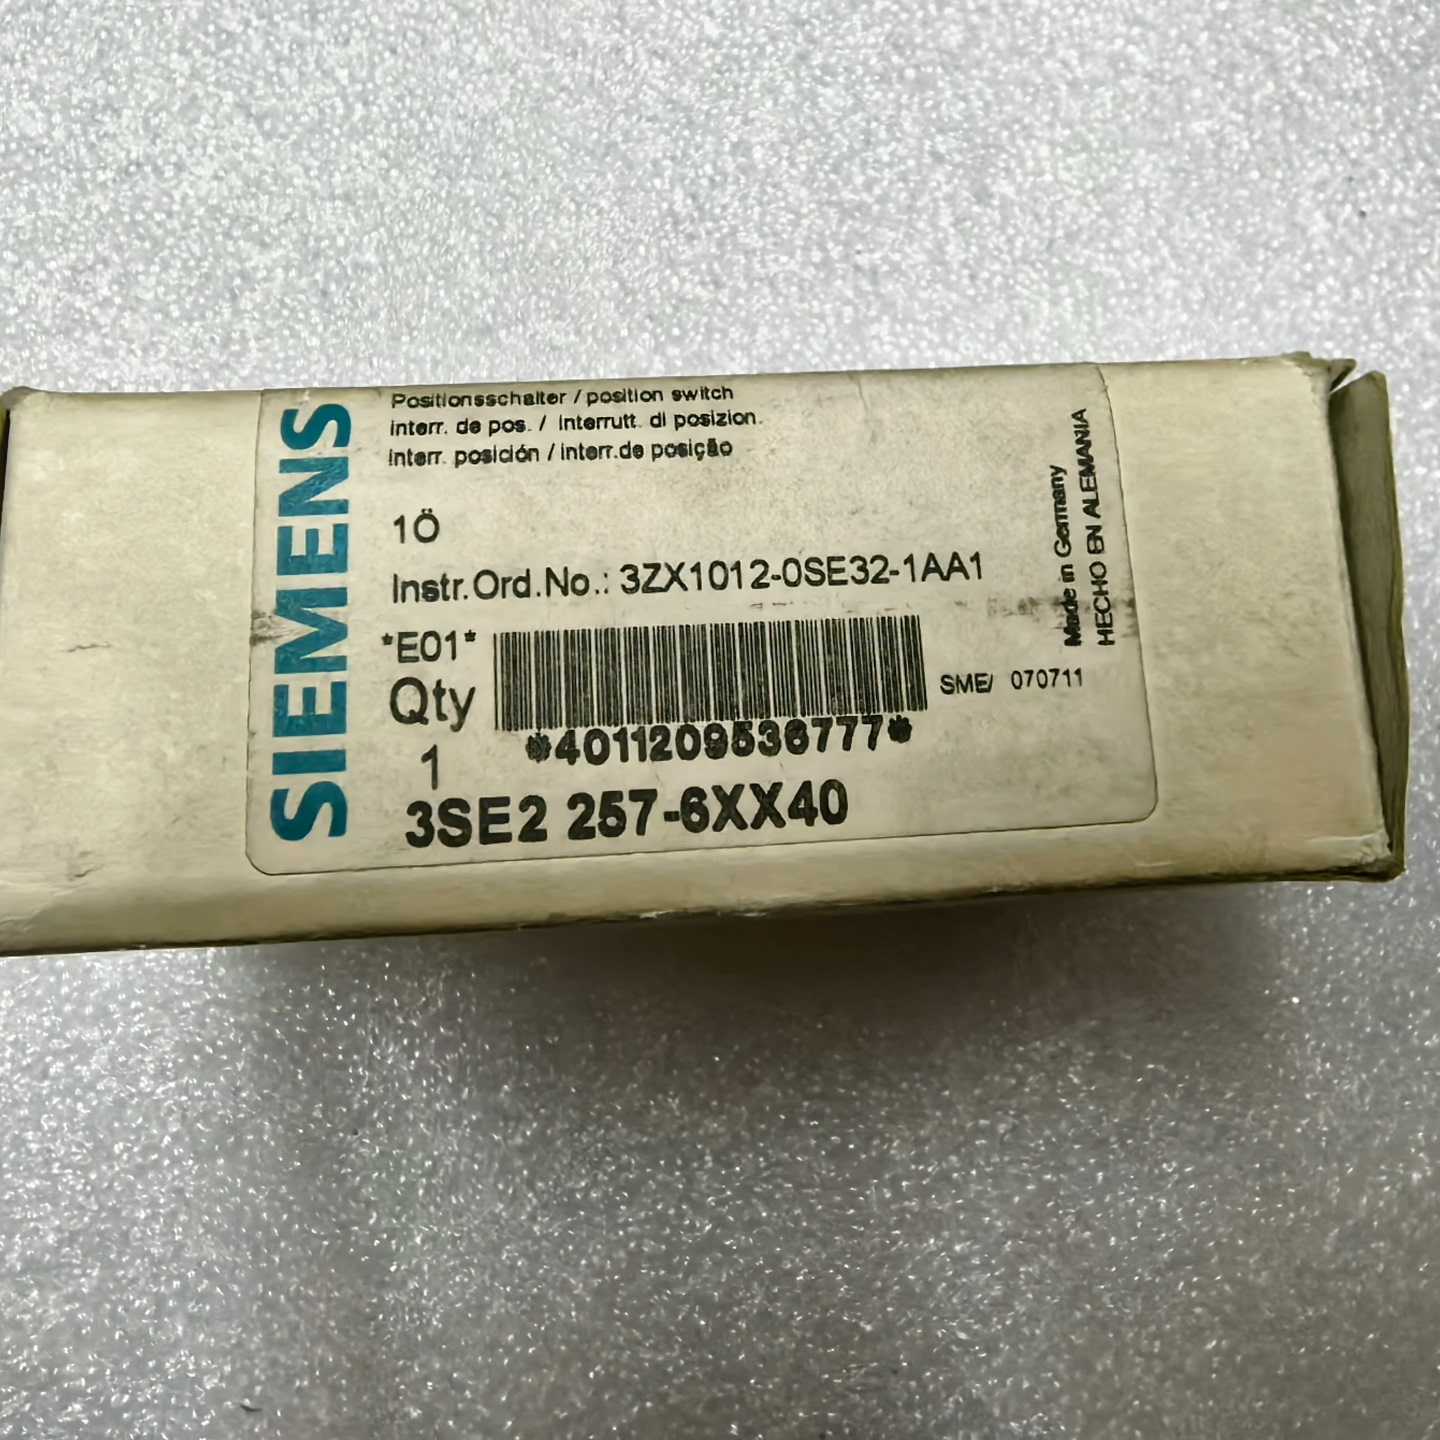 SIEMENS
Positionsschalter / position switch
interr. de pos. / interrutt. di posizion.
interr. posición / interr.de posição
1Ö
Instr.Ord.No.: 3ZX1012-0SE32-1AA1
*E01*
Qty
1
*4011209536777*
3SE2 257-6XX40
SME/ 070711
Made in Germany
HECHO EN ALEMANIA